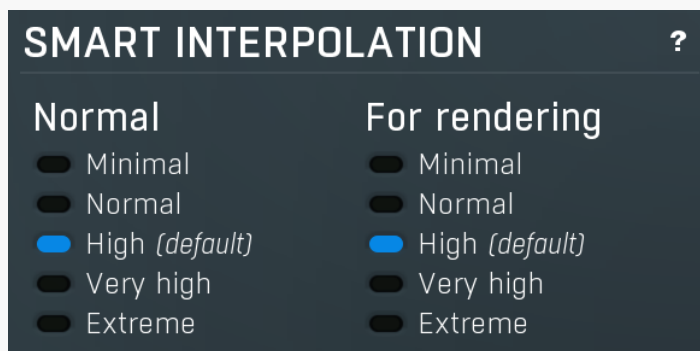 SMART INTERPOLATION ?
Normal For rendering
Minimal Minimal
Normal Normal
High (default) High (default)
Very high Very high
Extreme Extreme